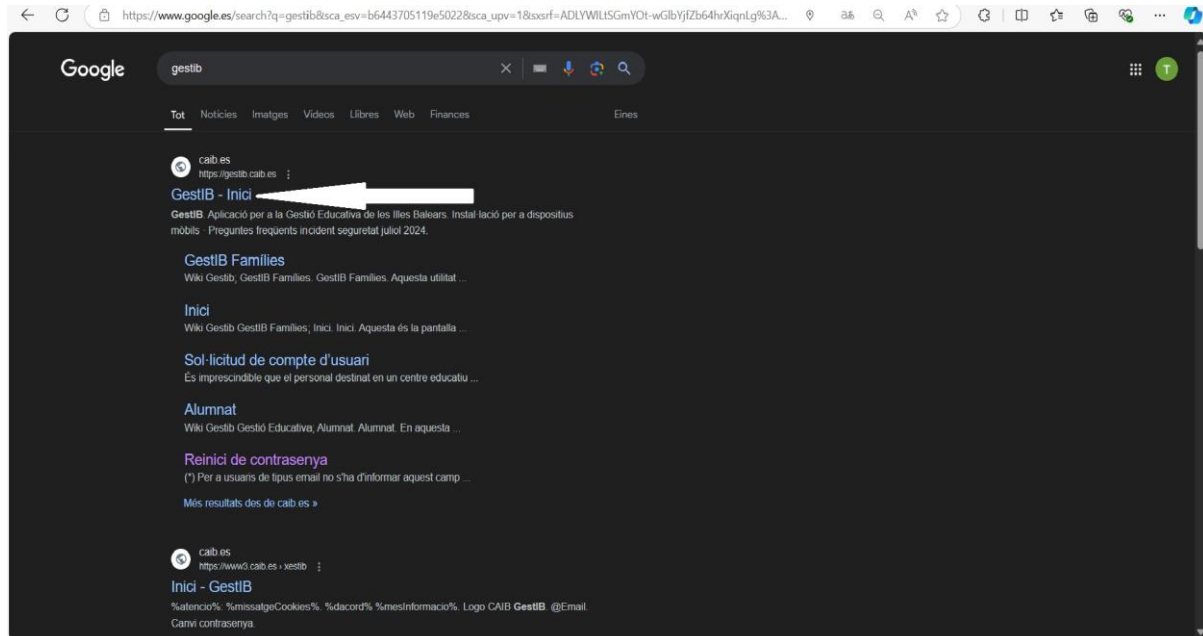 https://www.google.es/search?q=gestib&sca_esv=b6443705119e5022&sca_upv=1&sxsrf=ADLYWILtSGmYOt-wGlbYjfZb64hrXiqnLg%3A...
Google
gestib
T
Tot Notícies Imatges Vídeos Llibres Web Finances Eines
caib.es
https://gestib.caib.es
GestIB - Inici
GestIB. Aplicació per a la Gestió Educativa de les Illes Balears. Instal·lació per a dispositius
mòbils · Preguntes freqüents incident seguretat juliol 2024.
GestIB Famílies
Wiki Gestib; GestIB Famílies. GestIB Famílies. Aquesta utilitat ...
Inici
Wiki Gestib GestIB Famílies; Inici. Inici. Aquesta és la pantalla ...
Sol·licitud de compte d'usuari
És imprescindible que el personal destinat en un centre educatiu ...
Alumnat
Wiki Gestib Gestió Educativa; Alumnat. Alumnat. En aquesta ...
Reinici de contrasenya
(*) Per a usuaris de tipus email no s'ha d'informar aquest camp ...
Més resultats des de caib.es »
caib.es
https://www3.caib.es › xestib
Inici - GestIB
%atencio%. %missatgeCookies%. %dacord% %mesInformacio%. Logo CAIB GestIB. @Email.
Canvi contrasenya.